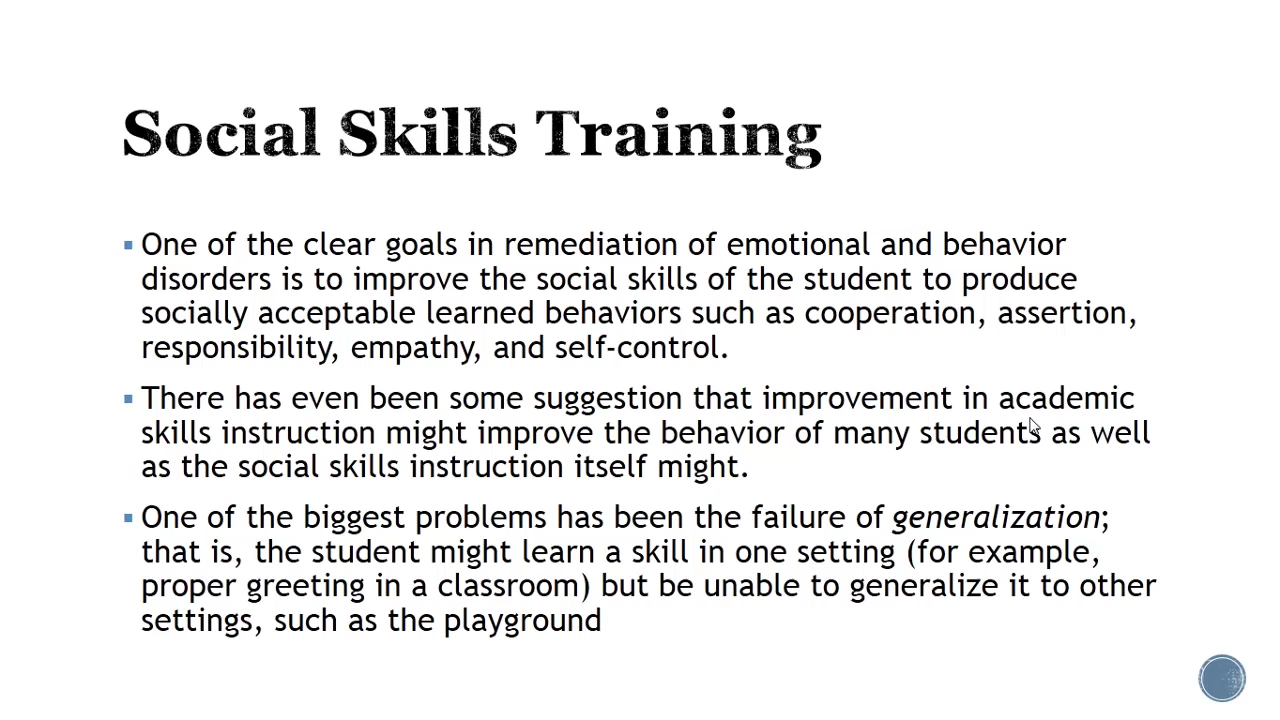 Social Skills Training
▪ One of the clear goals in remediation of emotional and behavior
disorders is to improve the social skills of the student to produce
socially acceptable learned behaviors such as cooperation, assertion,
responsibility, empathy, and self-control.
▪ There has even been some suggestion that improvement in academic
skills instruction might improve the behavior of many students as well
as the social skills instruction itself might.
▪ One of the biggest problems has been the failure of generalization;
that is, the student might learn a skill in one setting (for example,
proper greeting in a classroom) but be unable to generalize it to other
settings, such as the playground